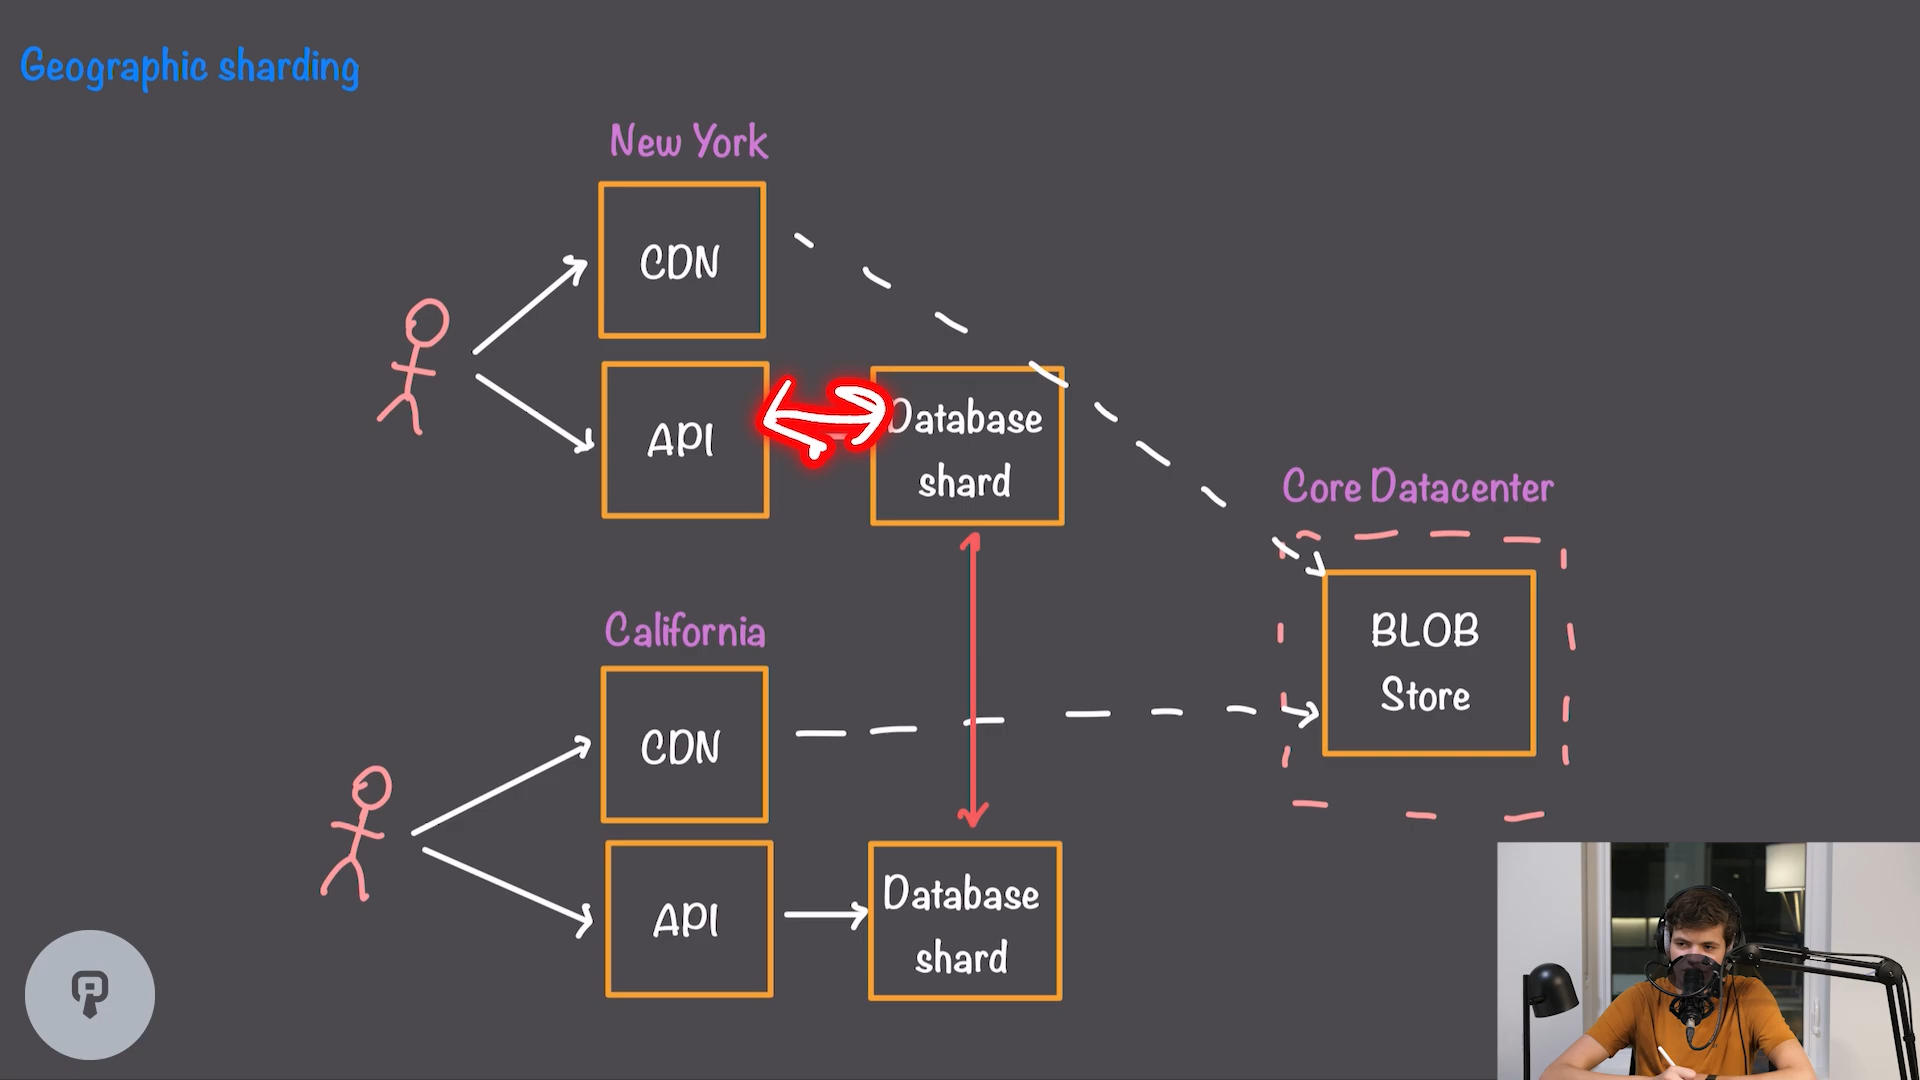 Geographic sharding
New York
CDN
API
Database
shard
Core Datacenter
BLOB
Store
California
CDN
API
Database
shard